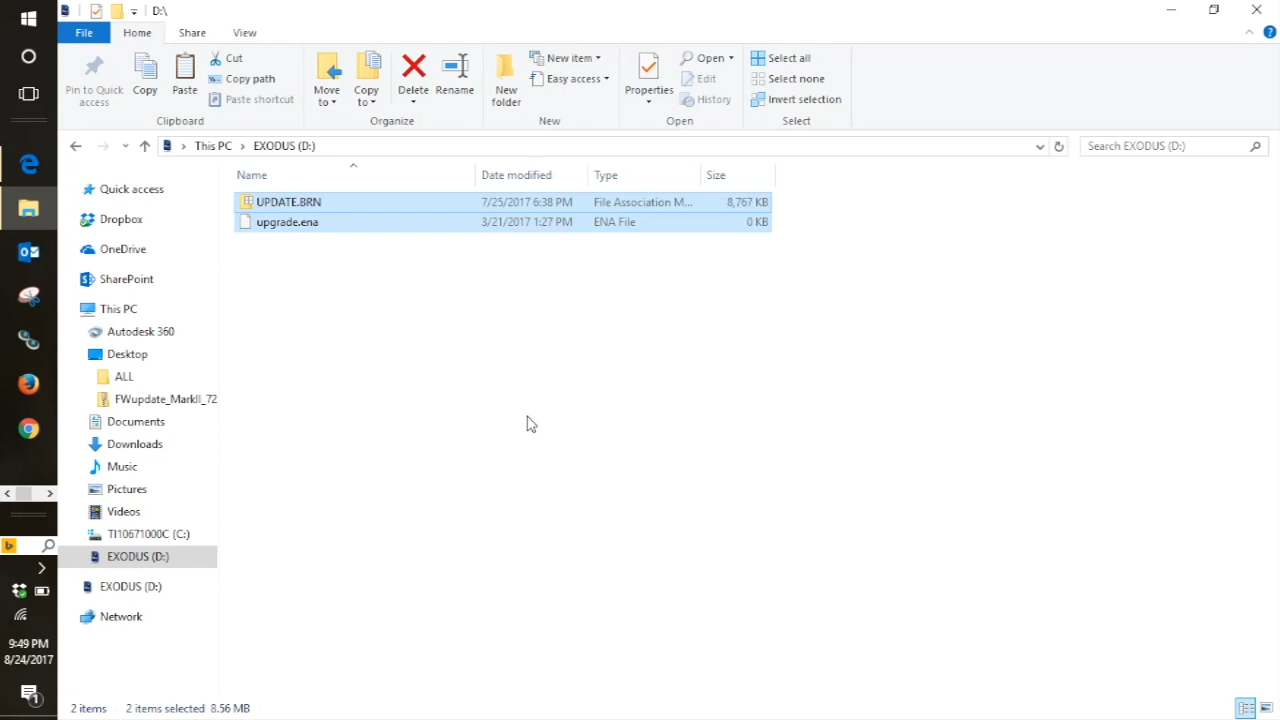 D:\
File Home Share View
Pin to Quick access
Copy
Paste
Cut
Copy path
Paste shortcut
Move to
Copy to
Delete
Rename
New folder
New item
Easy access
Properties
Open
Edit
History
Select all
Select none
Invert selection
Clipboard Organize New Open Select
This PC EXODUS (D:)
Search EXODUS (D:)
Name Date modified Type Size
UPDATE.BRN 7/25/2017 6:38 PM File Association M... 8,767 KB
upgrade.ena 3/21/2017 1:27 PM ENA File 0 KB
Quick access
Dropbox
OneDrive
SharePoint
This PC
Autodesk 360
Desktop
ALL
FWupdate_MarkII_72
Documents
Downloads
Music
Pictures
Videos
TI10671000C (C:)
EXODUS (D:)
EXODUS (D:)
Network
9:49 PM
8/24/2017
1
2 items 2 items selected 8.56 MB